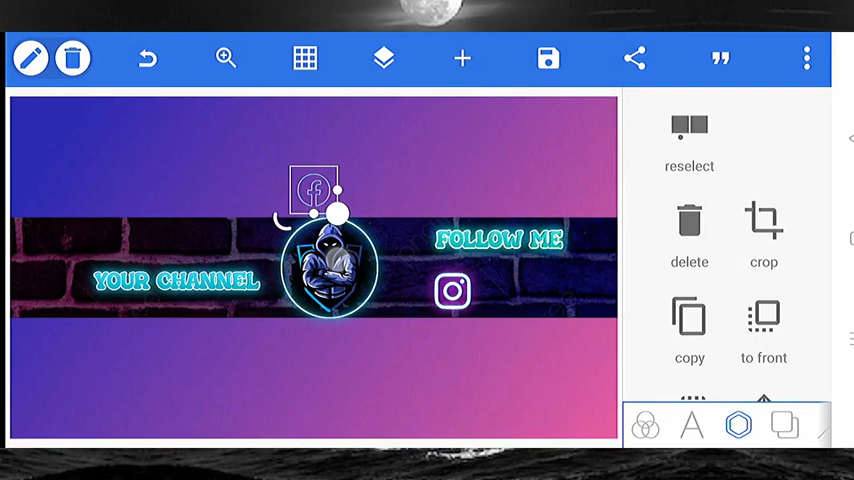 reselect
delete crop
copy to front
FOLLOW ME
YOUR CHANNEL